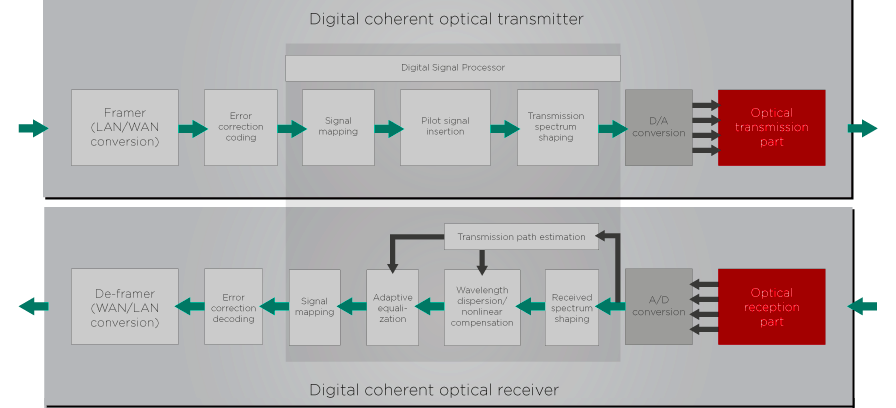 Digital coherent optical transmitter
Digital Signal Processor
Framer
(LAN/WAN
conversion)
Error
correction
coding
Signal
mapping
Pilot signal
insertion
Transmission
spectrum
shaping
D/A
conversion
Optical
transmission
part
Transmission path estimation
De-framer
(WAN/LAN
conversion)
Error
correction
decoding
Signal
mapping
Adaptive
equali-
zation
Wavelength
dispersion/
nonlinear
compensation
Received
spectrum
shaping
A/D
conversion
Optical
reception
part
Digital coherent optical receiver